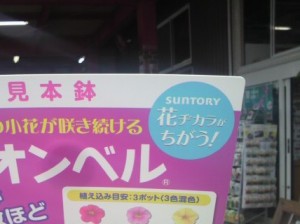 見本鉢
SUNTORY
花ヂカラが
ちがう!
小花が咲き続ける
オンベル®
ほど
植え込み目安:3ポット(3色混色)